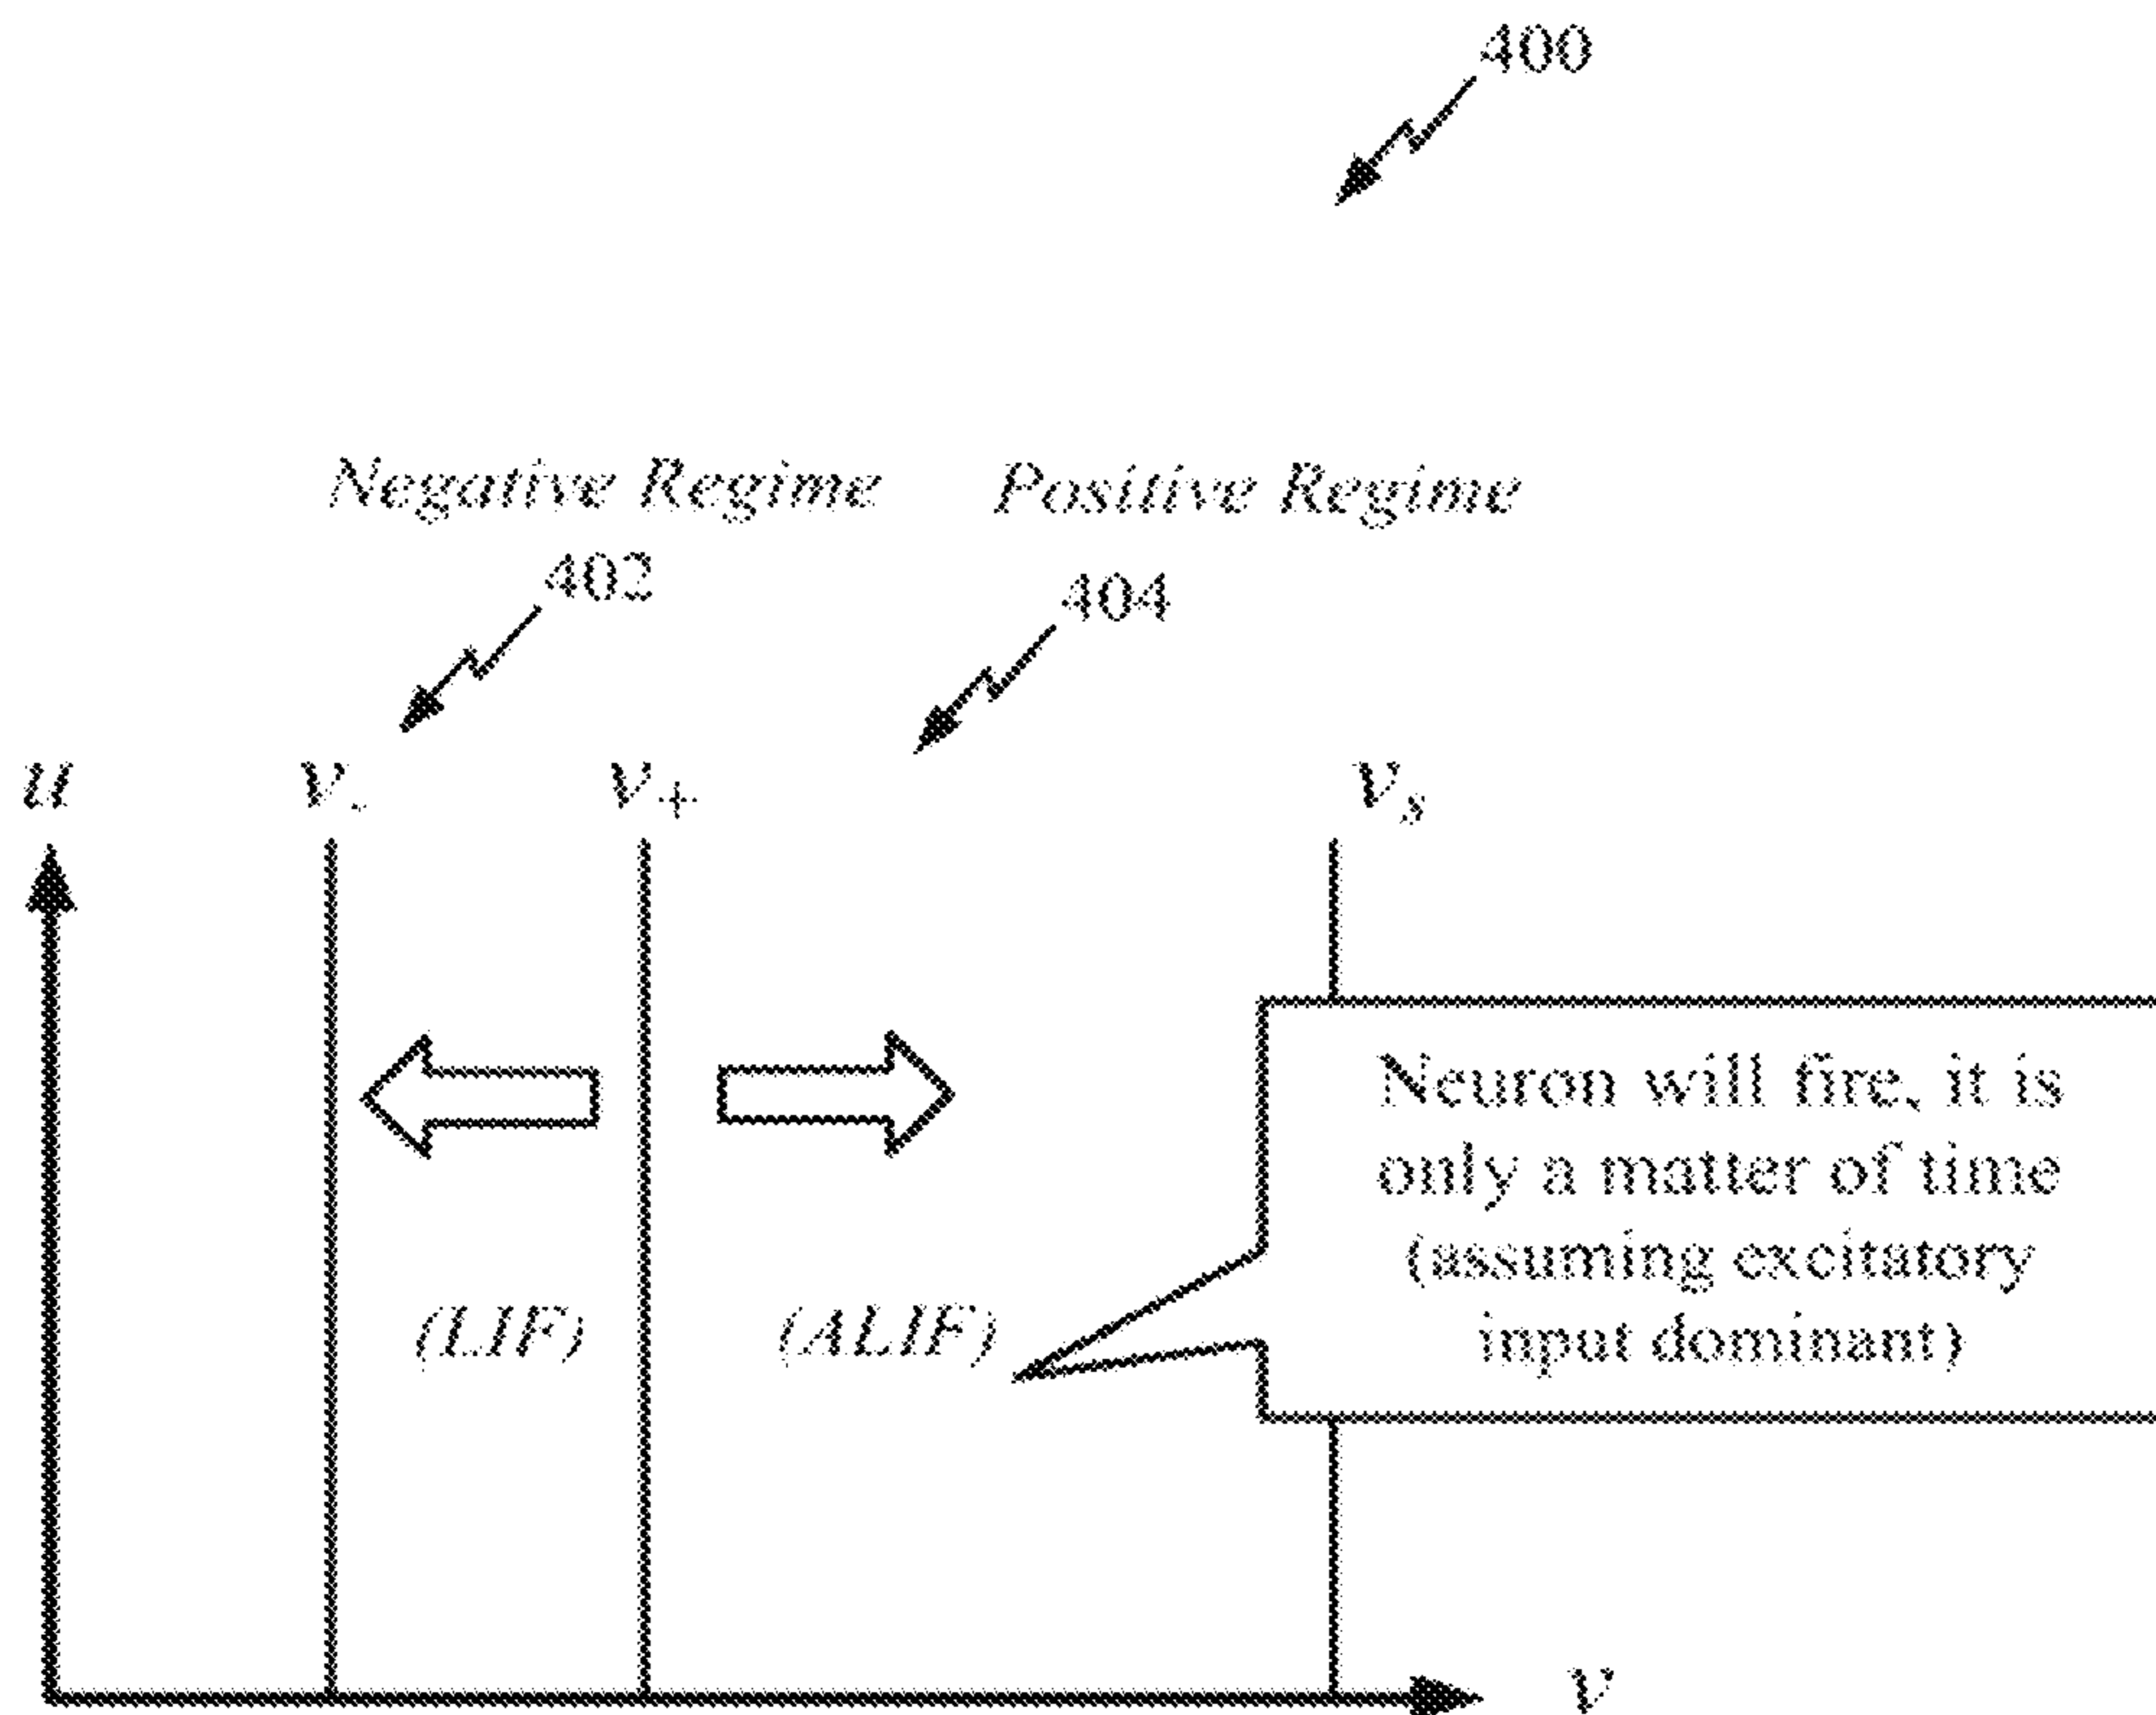 400
Negative Regime Positive Regime
402
404
u v- v+ vs
Neuron will fire, it is
only a matter of time
(assuming excitatory
input dominant)
(LIF) (ALIF)
v